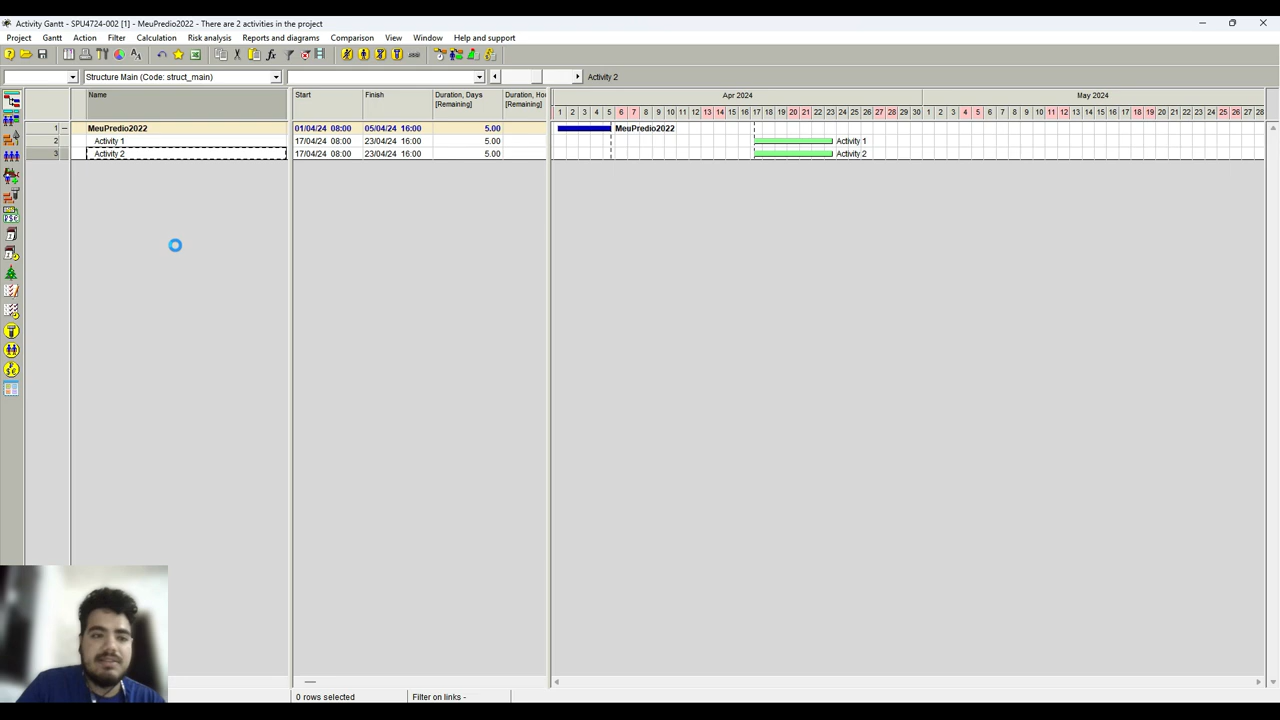 Activity Gantt - SPU4724-002 [1] - MeuPredio2022 - There are 2 activities in the project
Project Gantt Action Filter Calculation Risk analysis Reports and diagrams Comparison View Window Help and support
Structure Main (Code: struct_main) Activity 2
Name Start Finish Duration, Days Duration, Hou Apr 2024 May 2024
[Remaining] [Remaining]
1 2 3 4 5 6 7 8 9 10 11 12 13 14 15 16 17 18 19 20 21 22 23 24 25 26 27 28 29 30 1 2 3 4 5 6 7 8 9 10 11 12 13 14 15 16 17 18 19 20 21 22 23 24 25 26 27 28
1 MeuPredio2022 01/04/24 08:00 05/04/24 16:00 5.00 MeuPredio2022
2 Activity 1 17/04/24 08:00 23/04/24 16:00 5.00 Activity 1
3 Activity 2 17/04/24 08:00 23/04/24 16:00 5.00 Activity 2
0 rows selected Filter on links -